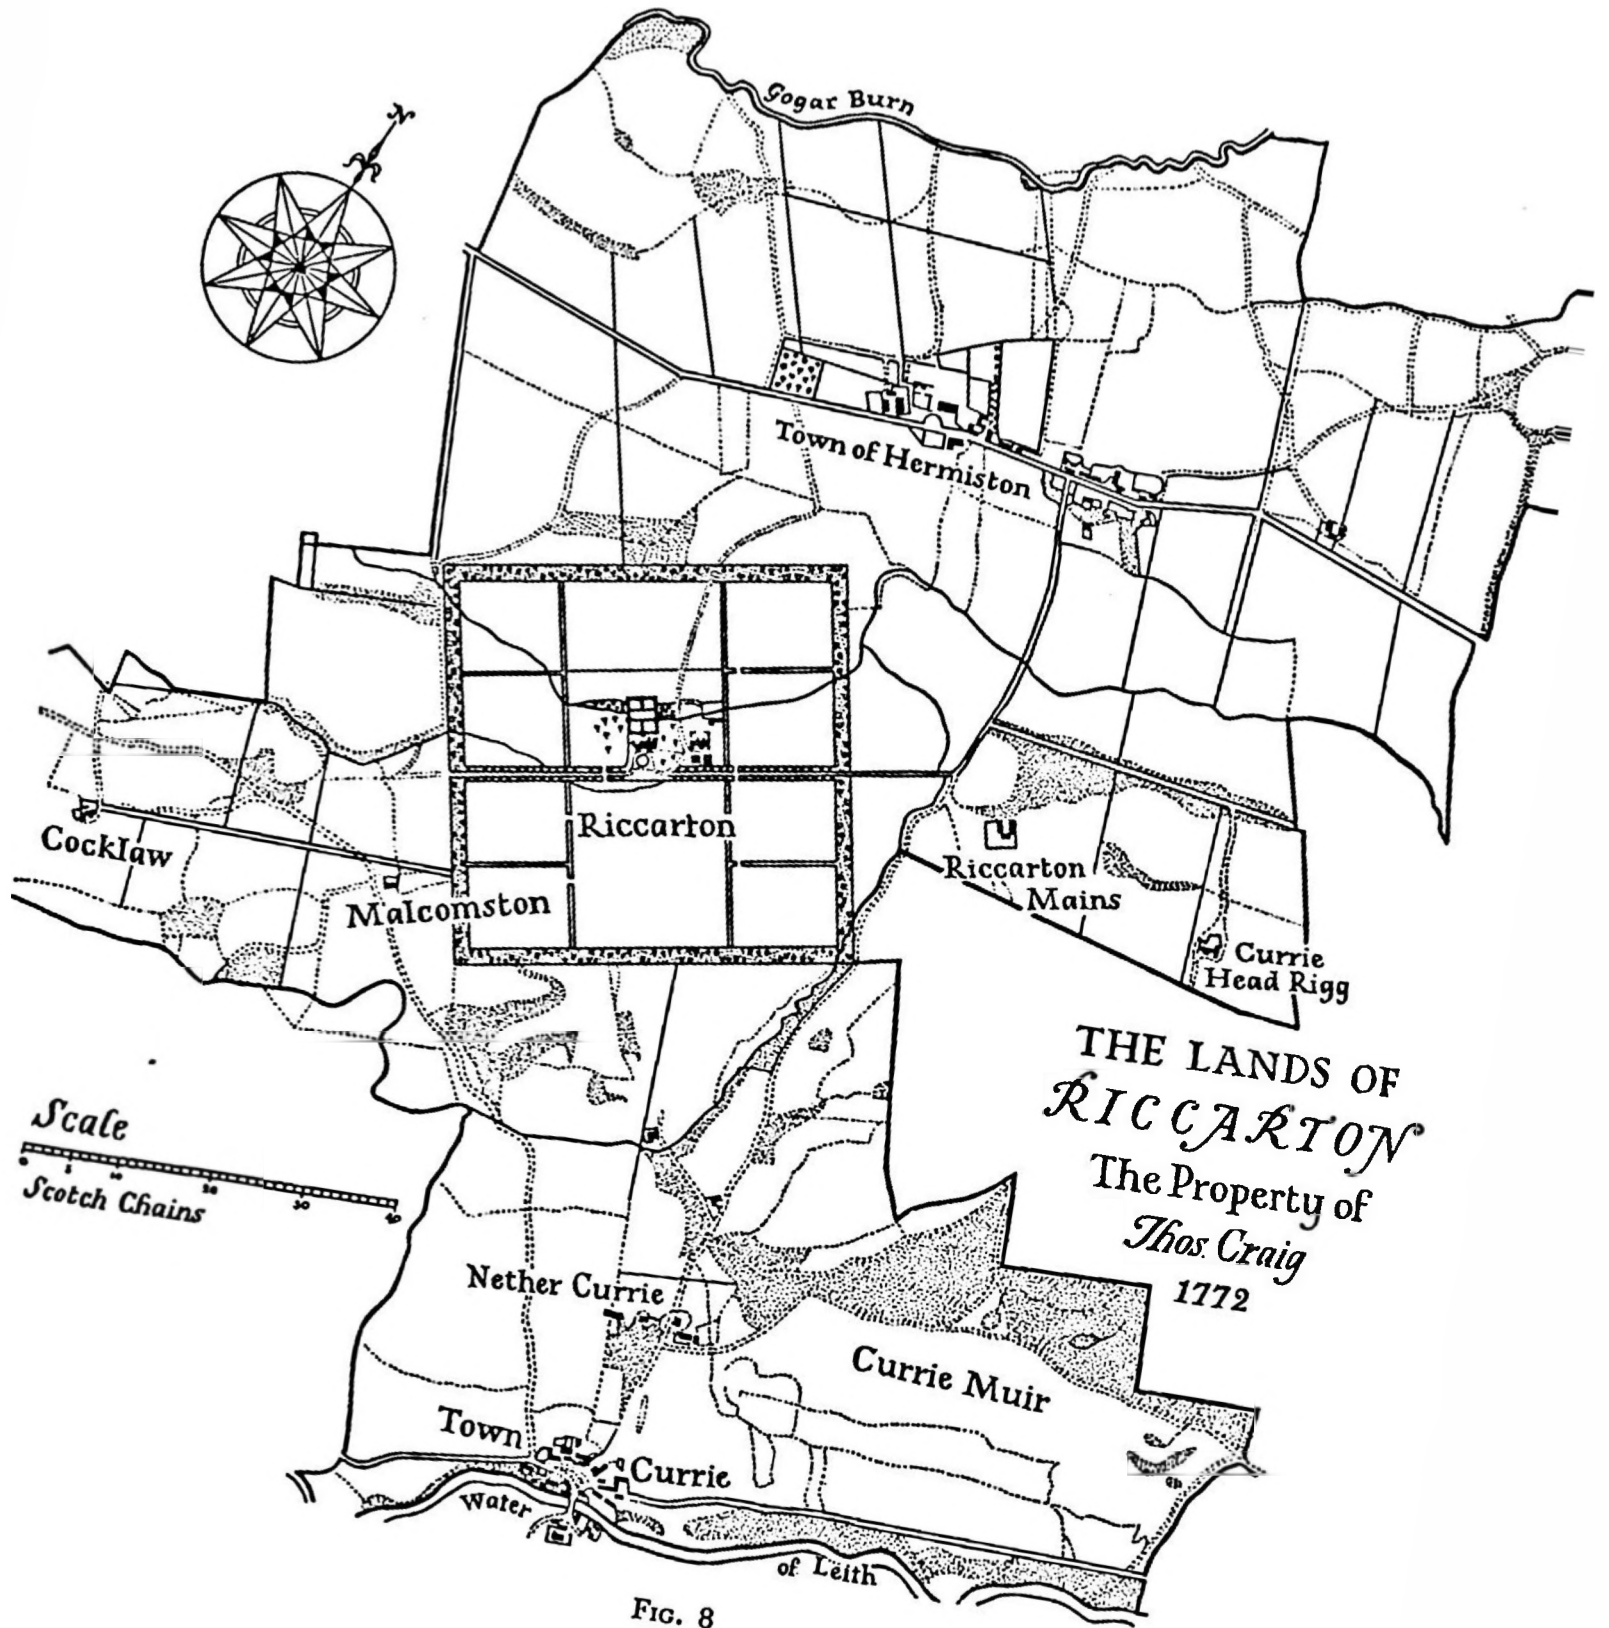 N
Gogar Burn
Town of Hermiston
Cocklaw
Malcomston
Riccarton
Riccarton
Mains
Currie
Head Rigg
THE LANDS OF
RICCARTON
The Property of
Thos. Craig
1772
Scale
0 5 10 20 30 40
Scotch Chains
Nether Currie
Currie Muir
Town
Currie
Water
of Leith
FIG. 8